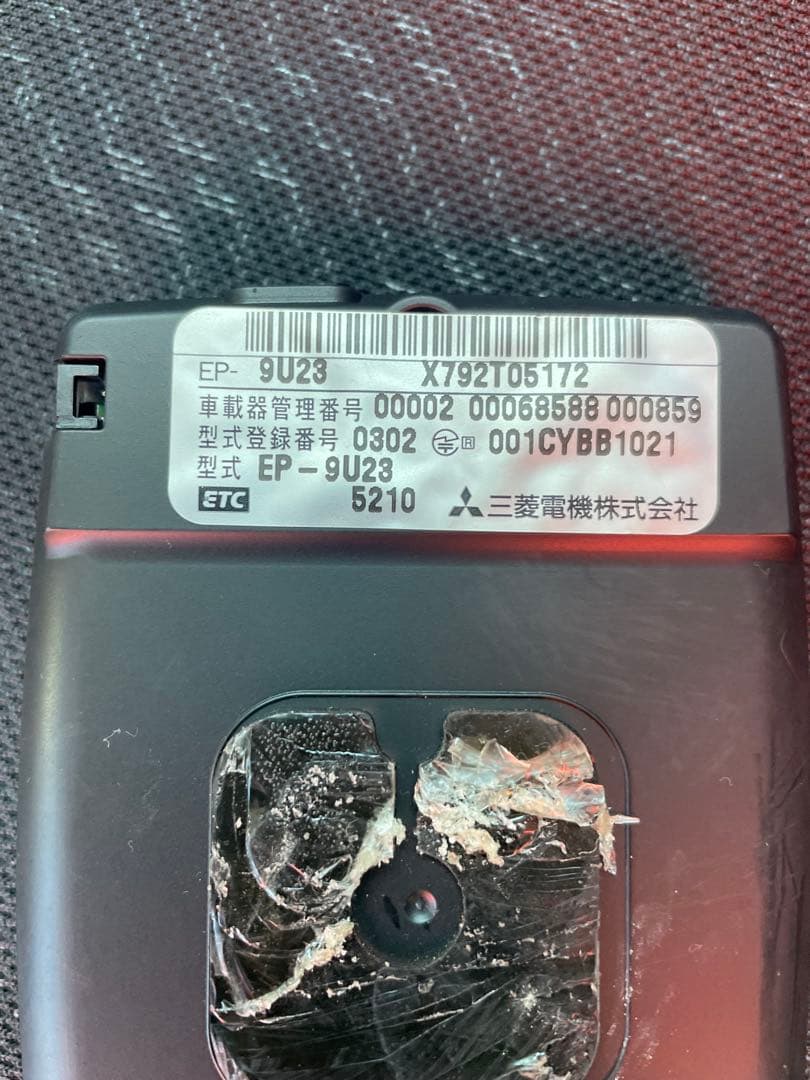 EP- 9U23 X792T05172
車載器管理番号 00002 00068588 000859
型式登録番号 0302 R 001CYBB1021
型式 EP-9U23
ETC 5210 三菱電機株式会社